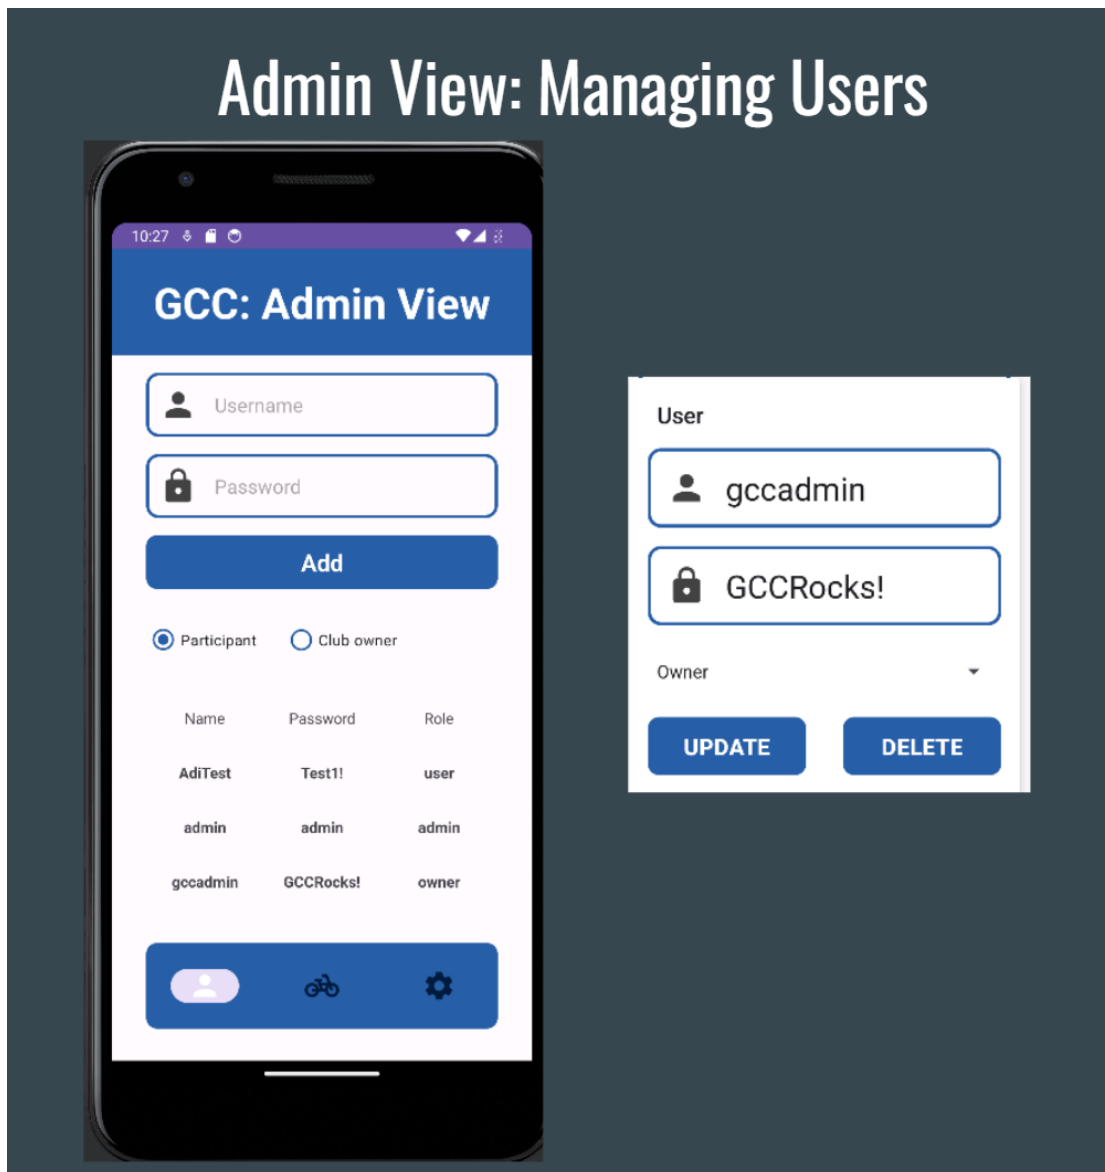 Admin View: Managing Users
10:27
GCC: Admin View
Username
Password
Add
Participant Club owner
Name Password Role
AdiTest Test1! user
admin admin admin
gccadmin GCCRocks! owner
User
gccadmin
GCCRocks!
Owner
UPDATE DELETE